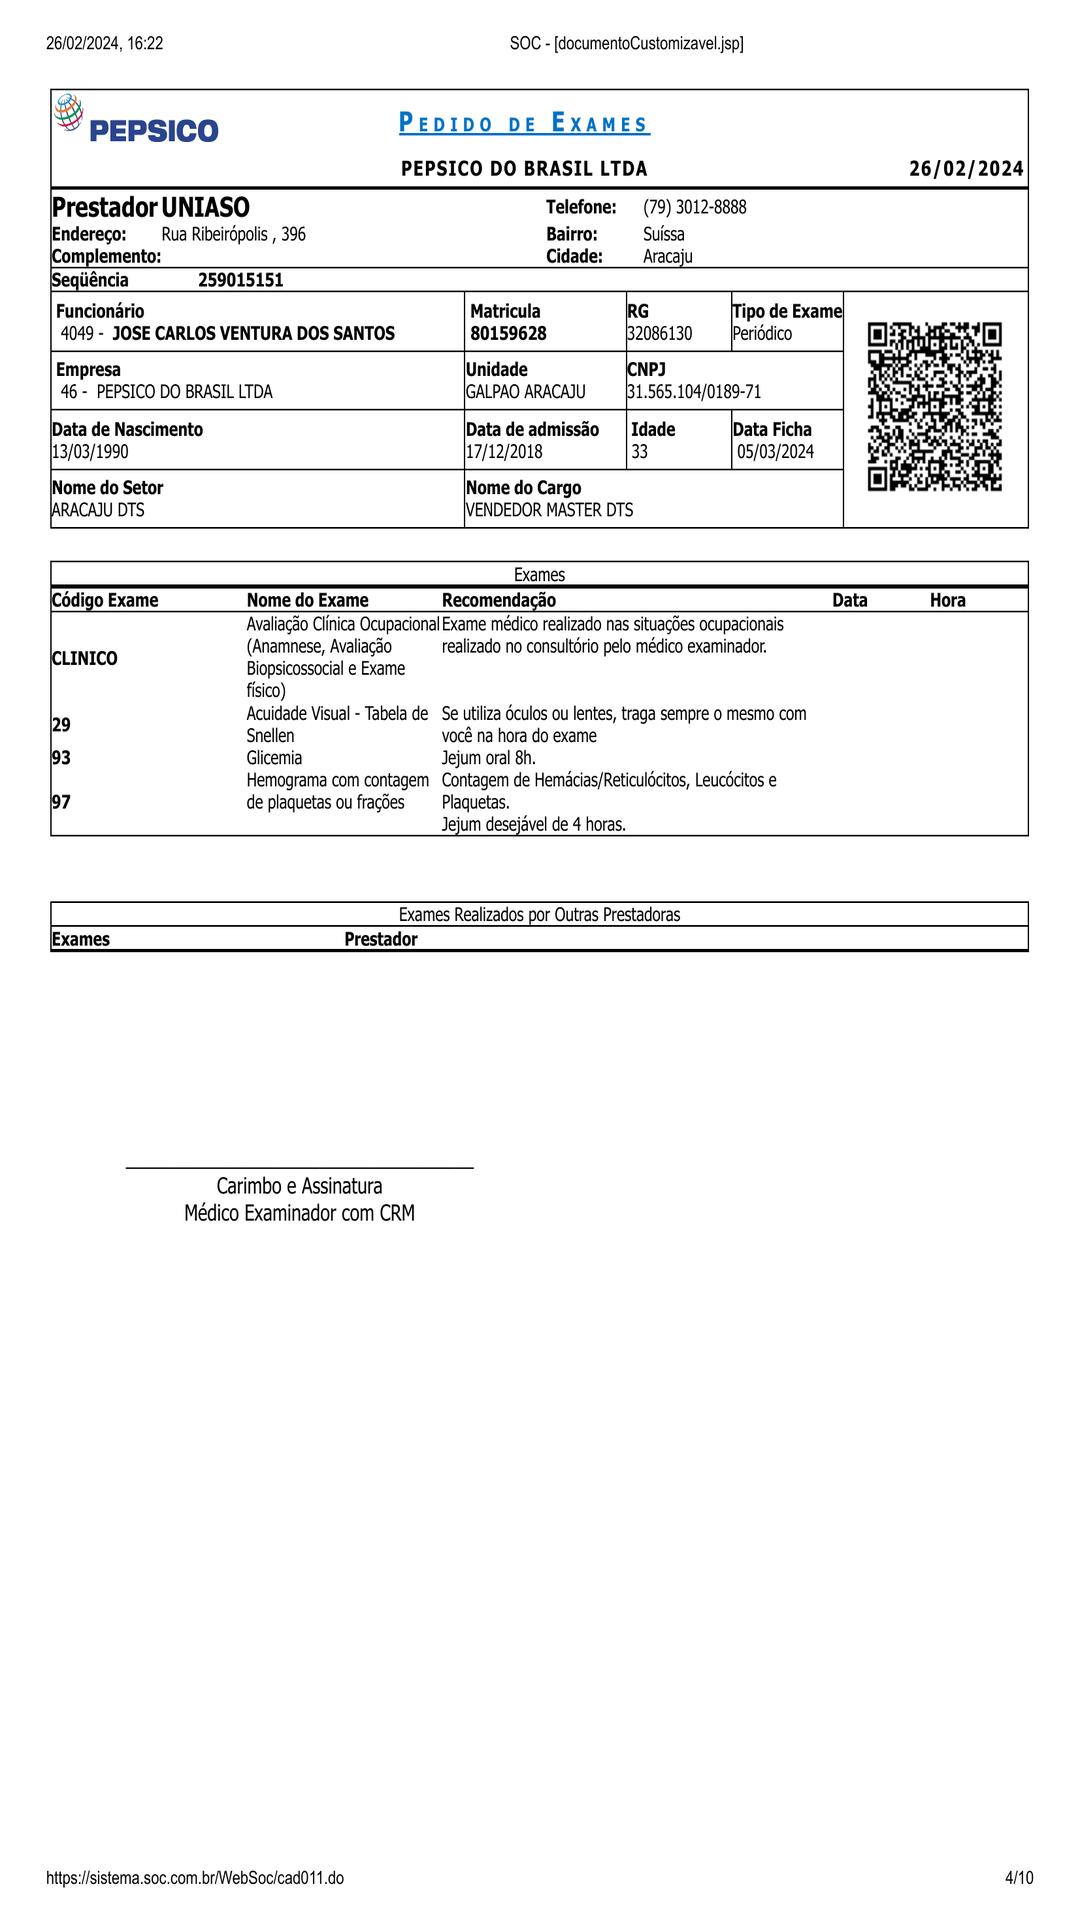 26/02/2024, 16:22 SOC - [documentoCustomizavel.jsp]
PEPSICO
PEDIDO DE EXAMES
PEPSICO DO BRASIL LTDA 26/02/2024
Prestador UNIASO Telefone: (79) 3012-8888
Endereço: Rua Ribeirópolis , 396 Bairro: Suíssa
Complemento: Cidade: Aracaju
Seqüência 259015151
Funcionário Matricula RG Tipo de Exame
4049 - JOSE CARLOS VENTURA DOS SANTOS 80159628 32086130 Periódico
Empresa Unidade CNPJ
46 - PEPSICO DO BRASIL LTDA GALPAO ARACAJU 31.565.104/0189-71
Data de Nascimento Data de admissão Idade Data Ficha
13/03/1990 17/12/2018 33 05/03/2024
Nome do Setor Nome do Cargo
ARACAJU DTS VENDEDOR MASTER DTS
Exames
Código Exame Nome do Exame Recomendação Data Hora
Avaliação Clínica Ocupacional Exame médico realizado nas situações ocupacionais
(Anamnese, Avaliação realizado no consultório pelo médico examinador.
CLINICO
Biopsicossocial e Exame
físico)
Acuidade Visual - Tabela de Se utiliza óculos ou lentes, traga sempre o mesmo com
29
Snellen você na hora do exame
93 Glicemia Jejum oral 8h.
Hemograma com contagem Contagem de Hemácias/Reticulócitos, Leucócitos e
97 de plaquetas ou frações Plaquetas.
Jejum desejável de 4 horas.
Exames Realizados por Outras Prestadoras
Exames Prestador
Carimbo e Assinatura
Médico Examinador com CRM
https://sistema.soc.com.br/WebSoc/cad011.do 4/10